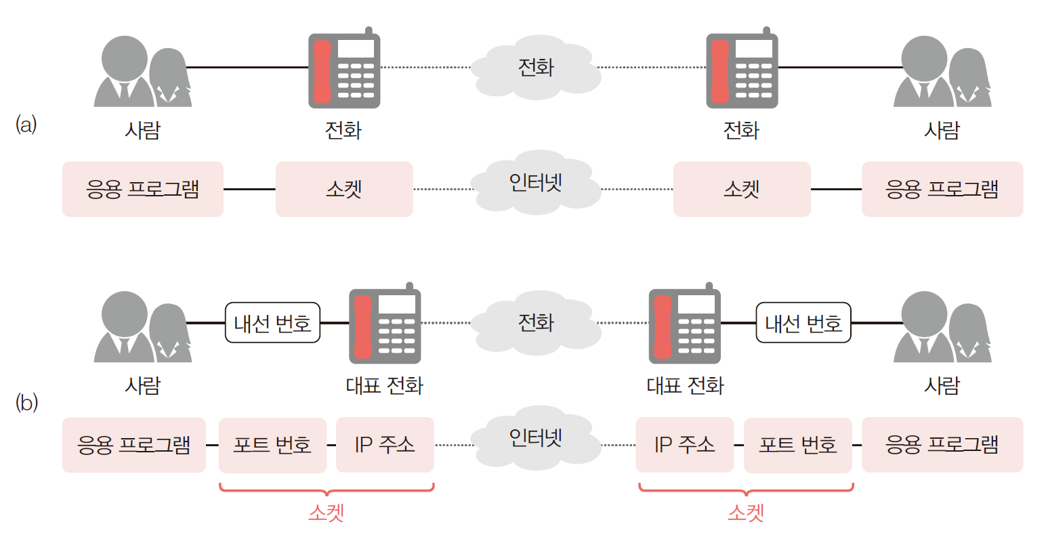 전화
사람
전화
전화
사람
(a)
응용 프로그램
소켓
인터넷
소켓
응용 프로그램
내선 번호
전화
내선 번호
사람
대표 전화
대표 전화
사람
(b)
응용 프로그램
포트 번호
IP 주소
인터넷
IP 주소
포트 번호
응용 프로그램
소켓
소켓